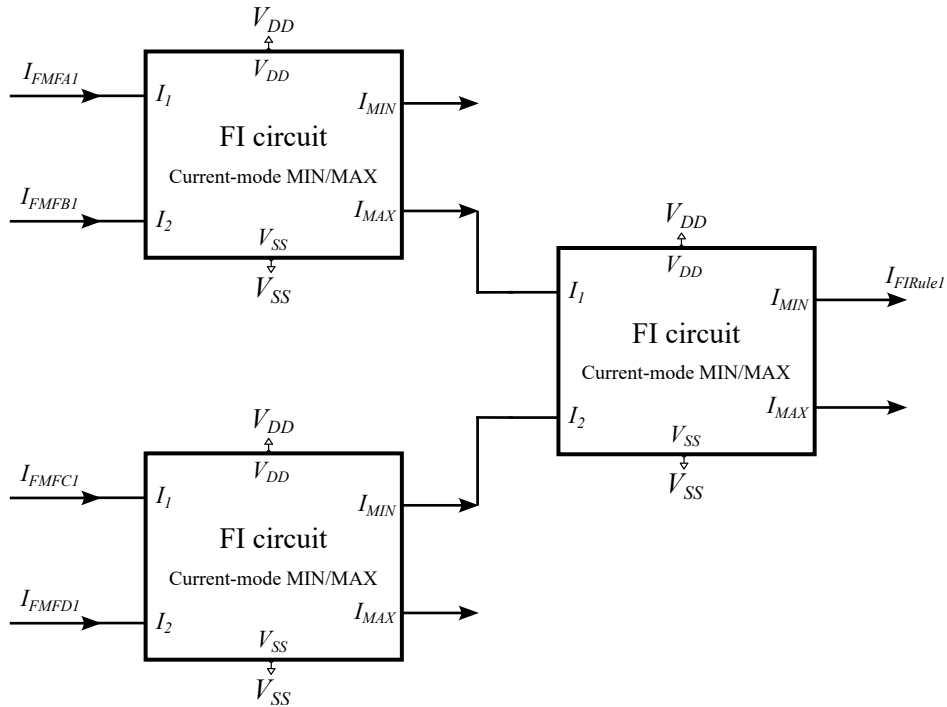 V_DD
V_DD
I_FMFA1
I_1
I_MIN
FI circuit
Current-mode MIN/MAX
I_FMFB1
I_2
I_MAX
V_SS
V_SS
V_DD
V_DD
I_1
I_MIN
I_FIRule1
FI circuit
Current-mode MIN/MAX
I_2
I_MAX
V_SS
V_SS
V_DD
V_DD
I_FMFC1
I_1
I_MIN
FI circuit
Current-mode MIN/MAX
I_FMFD1
I_2
I_MAX
V_SS
V_SS